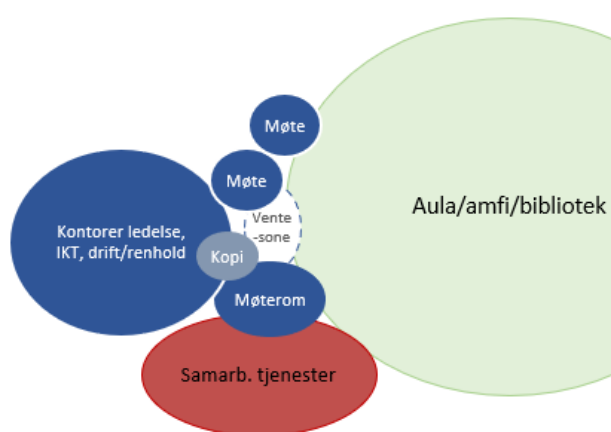 Møte
Møte
Aula/amfi/bibliotek
Vente
-sone
Kontorer ledelse,
IKT, drift/renhold
Kopi
Møterom
Samarb. tjenester